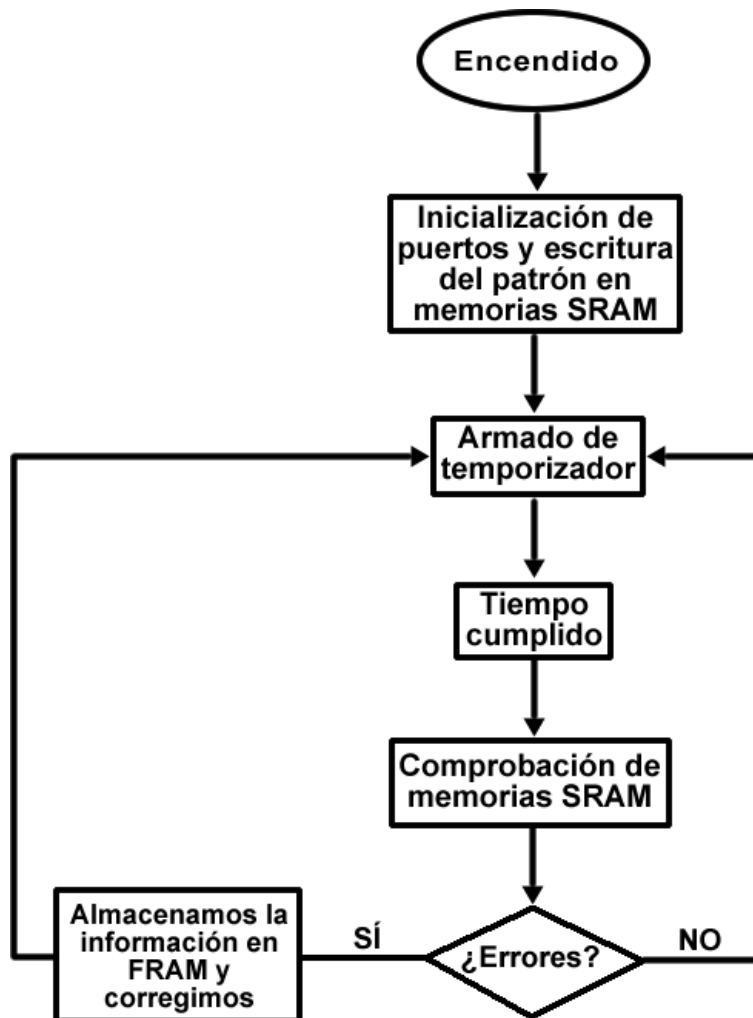 Encendido
Inicialización de
puertos y escritura
del patrón en
memorias SRAM
Armado de
temporizador
Tiempo
cumplido
Comprobación de
memorias SRAM
¿Errores?
SÍ
NO
Almacenamos la
información en
FRAM y
corregimos